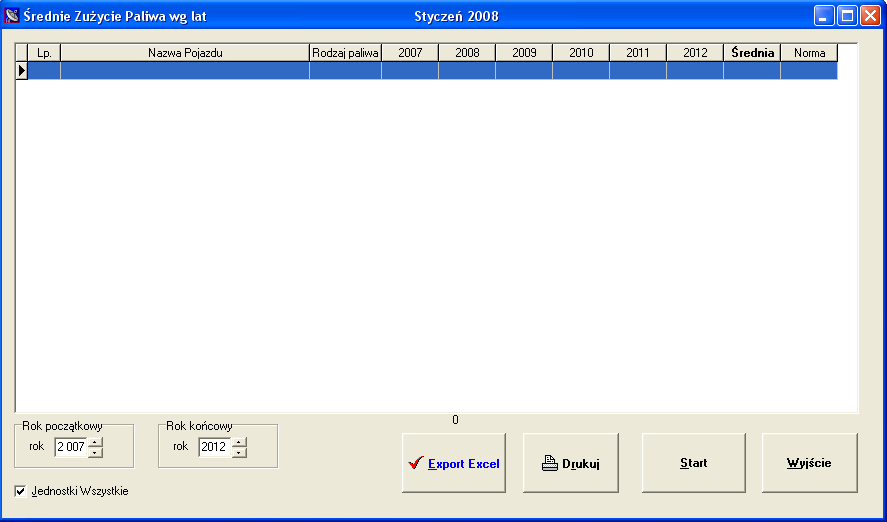 Średnie Zużycie Paliwa wg lat Styczeń 2008
Lp. Nazwa Pojazdu Rodzaj paliwa 2007 2008 2009 2010 2011 2012 Średnia Norma
0
Rok początkowy Rok końcowy
rok 2 007 rok 2012
Export Excel Drukuj Start Wyjście
Jednostki Wszystkie